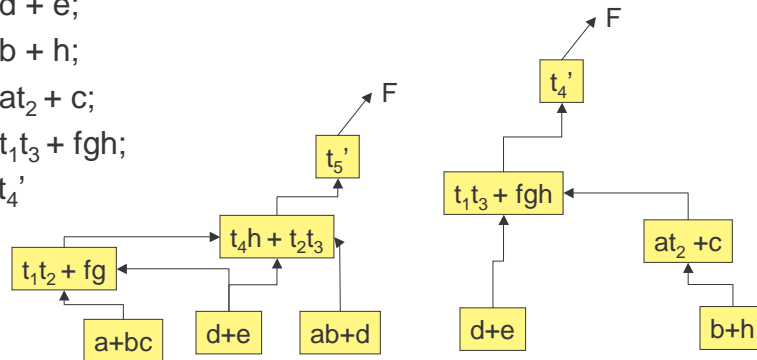 d + e;
b + h;
at₂ + c;
t₁t₃ + fgh;
t₄’
F
t₅’
t₄h + t₂t₃
t₁t₂ + fg
a+bc
d+e
ab+d
F
t₄’
t₁t₃ + fgh
at₂ +c
d+e
b+h